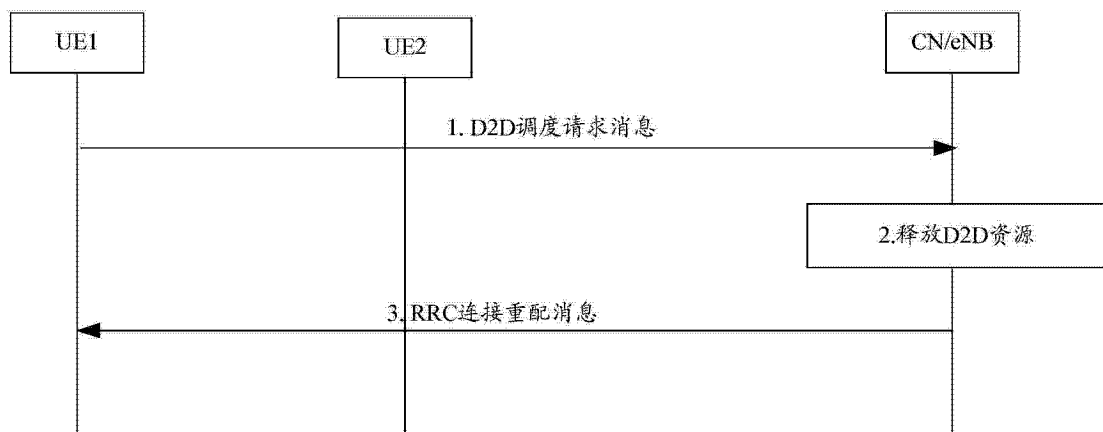 UE1
UE2
CN/eNB
1. D2D调度请求消息
2.释放D2D资源
3. RRC连接重配消息